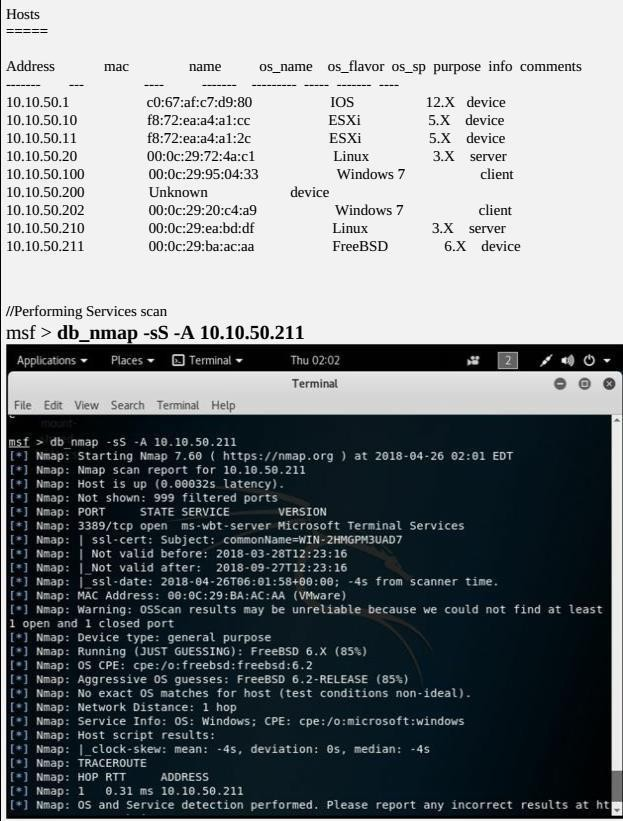 Hosts
=====
Address mac name os_name os_flavor os_sp purpose info comments
------- --- ---- ------- --------- ----- ------- ----
10.10.50.1 c0:67:af:c7:d9:80 IOS 12.X device
10.10.50.10 f8:72:ea:a4:a1:cc ESXi 5.X device
10.10.50.11 f8:72:ea:a4:a1:2c ESXi 5.X device
10.10.50.20 00:0c:29:72:4a:c1 Linux 3.X server
10.10.50.100 00:0c:29:95:04:33 Windows 7 client
10.10.50.200 Unknown device
10.10.50.202 00:0c:29:20:c4:a9 Windows 7 client
10.10.50.210 00:0c:29:ea:bd:df Linux 3.X server
10.10.50.211 00:0c:29:ba:ac:aa FreeBSD 6.X device
//Performing Services scan
msf > db_nmap -sS -A 10.10.50.211
Applications Places Terminal Thu 02:02 2
Terminal
File Edit View Search Terminal Help
mount-
msf > db_nmap -sS -A 10.10.50.211
[*] Nmap: Starting Nmap 7.60 ( https://nmap.org ) at 2018-04-26 02:01 EDT
[*] Nmap: Nmap scan report for 10.10.50.211
[*] Nmap: Host is up (0.00032s latency).
[*] Nmap: Not shown: 999 filtered ports
[*] Nmap: PORT STATE SERVICE VERSION
[*] Nmap: 3389/tcp open ms-wbt-server Microsoft Terminal Services
[*] Nmap: | ssl-cert: Subject: commonName=WIN-2HMGPM3UAD7
[*] Nmap: | Not valid before: 2018-03-28T12:23:16
[*] Nmap: |_Not valid after: 2018-09-27T12:23:16
[*] Nmap: |_ssl-date: 2018-04-26T06:01:58+00:00; -4s from scanner time.
[*] Nmap: MAC Address: 00:0C:29:BA:AC:AA (VMware)
[*] Nmap: Warning: OSScan results may be unreliable because we could not find at least
1 open and 1 closed port
[*] Nmap: Device type: general purpose
[*] Nmap: Running (JUST GUESSING): FreeBSD 6.X (85%)
[*] Nmap: OS CPE: cpe:/o:freebsd:freebsd:6.2
[*] Nmap: Aggressive OS guesses: FreeBSD 6.2-RELEASE (85%)
[*] Nmap: No exact OS matches for host (test conditions non-ideal).
[*] Nmap: Network Distance: 1 hop
[*] Nmap: Service Info: OS: Windows; CPE: cpe:/o:microsoft:windows
[*] Nmap: Host script results:
[*] Nmap: |_clock-skew: mean: -4s, deviation: 0s, median: -4s
[*] Nmap: TRACEROUTE
[*] Nmap: HOP RTT ADDRESS
[*] Nmap: 1 0.31 ms 10.10.50.211
[*] Nmap: OS and Service detection performed. Please report any incorrect results at ht